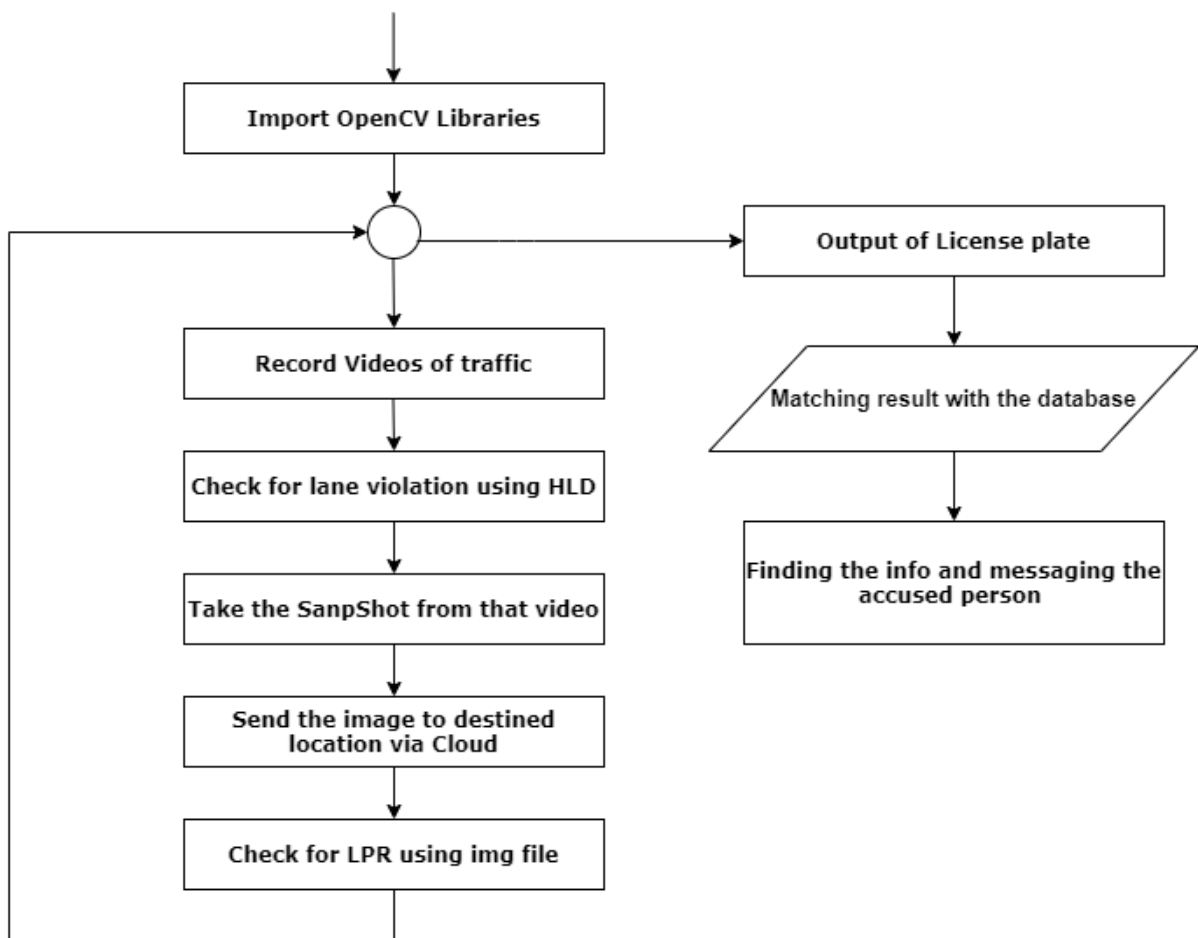 Import OpenCV Libraries
Record Videos of traffic
Check for lane violation using HLD
Take the SanpShot from that video
Send the image to destined
location via Cloud
Check for LPR using img file
Output of License plate
Matching result with the database
Finding the info and messaging the
accused person